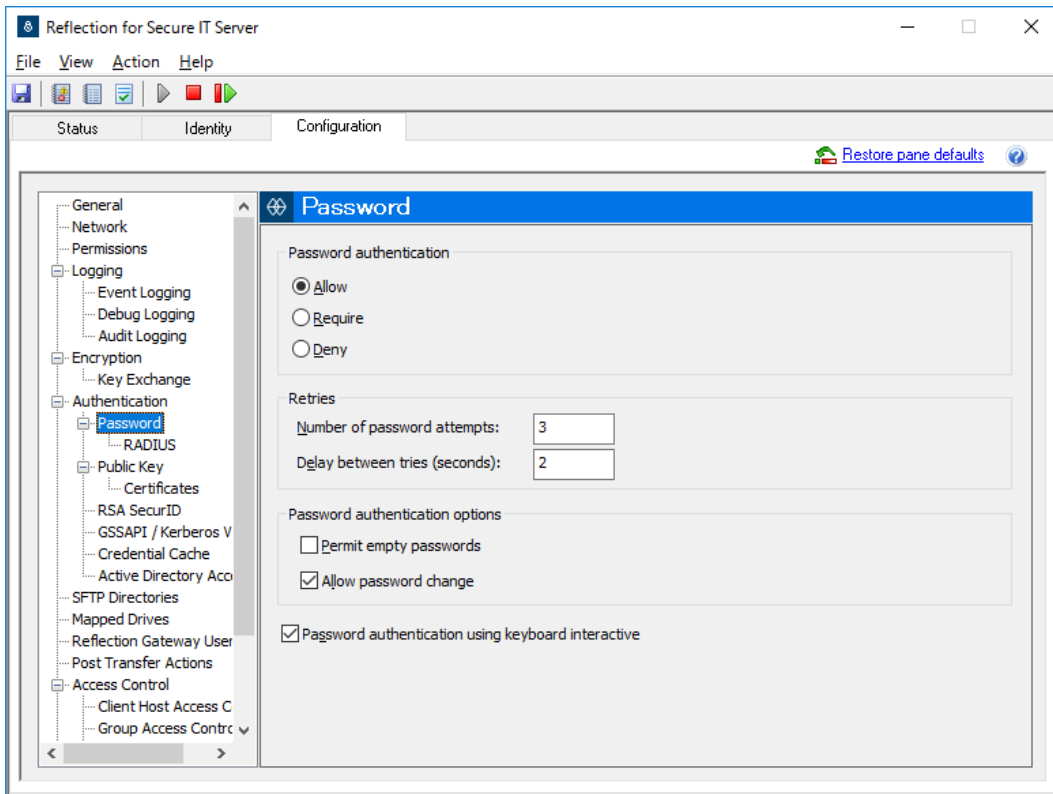 Reflection for Secure IT Server
File View Action Help
Status Identity Configuration
Restore pane defaults
General
Network
Permissions
Logging
Event Logging
Debug Logging
Audit Logging
Encryption
Key Exchange
Authentication
Password
RADIUS
Public Key
Certificates
RSA SecurID
GSSAPI / Kerberos V
Credential Cache
Active Directory Acc
SFTP Directories
Mapped Drives
Reflection Gateway User
Post Transfer Actions
Access Control
Client Host Access C
Group Access Contro
Password
Password authentication
Allow
Require
Deny
Retries
Number of password attempts: 3
Delay between tries (seconds): 2
Password authentication options
Permit empty passwords
Allow password change
Password authentication using keyboard interactive